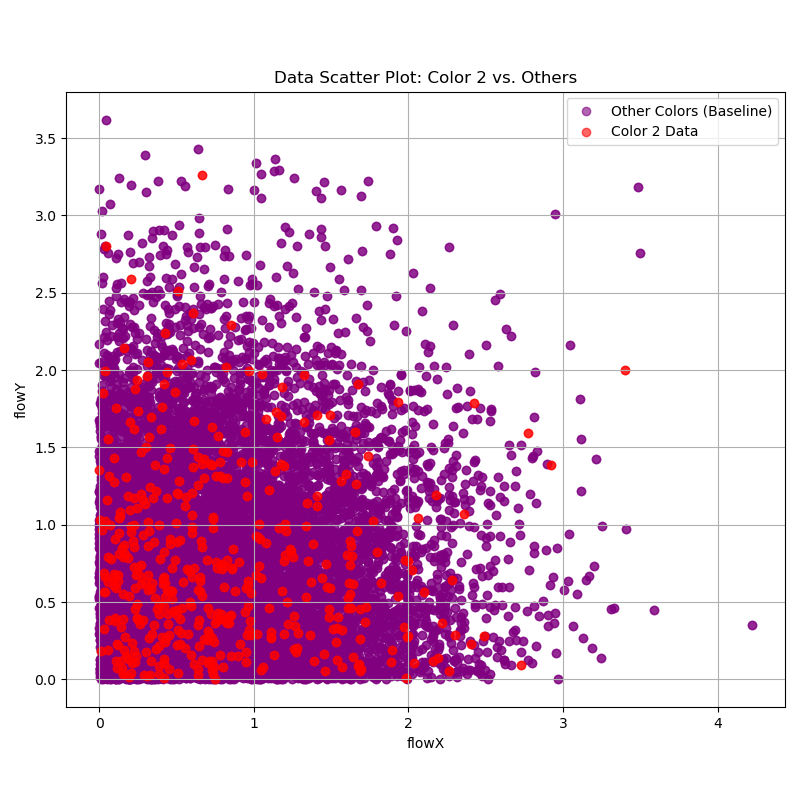 Data Scatter Plot: Color 2 vs. Others
Other Colors (Baseline)
Color 2 Data
flowY
3.5
3.0
2.5
2.0
1.5
1.0
0.5
0.0
0 1 2 3 4
flowX